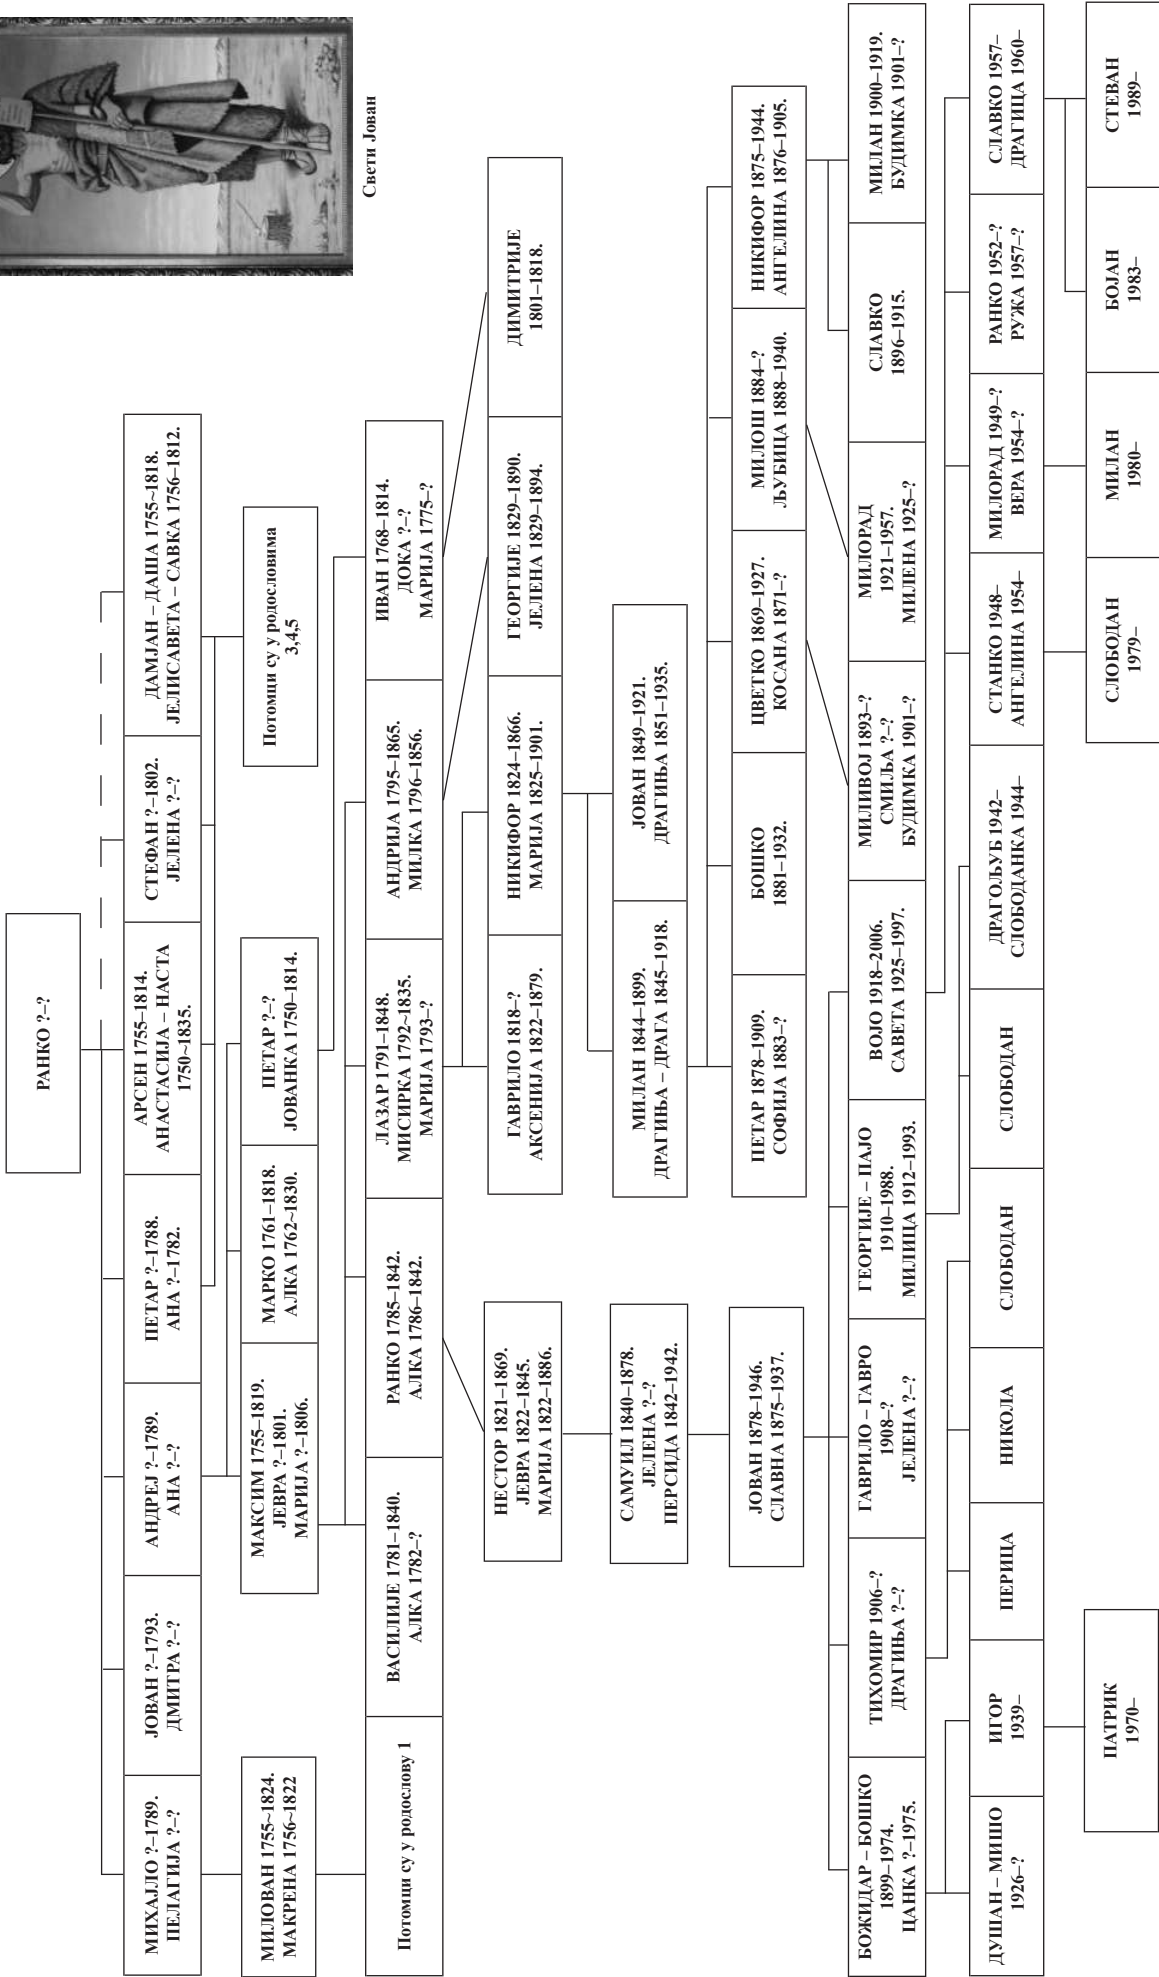 Свети Јован
РАНКО ?–?
МИХАЈЛО ?–1789.
ПЕЛАГИЈА ?–?
ЈОВАН ?–1793.
ДМИТРА ?–?
АНДРЕЈ ?–1789.
АНА ?–?
ПЕТАР ?–1788.
АНА ?–1782.
АРСЕН 1755–1814.
АНАСТАСИЈА – НАСТА
1750~1835.
СТЕФАН ?–1802.
ЈЕЛЕНА ?–?
ДАМЈАН – ДАША 1755~1818.
ЈЕЛИСАВЕТА – САВКА 1756–1812.
МИЛОВАН 1755~1824.
МАКРЕНА 1756~1822
МАКСИМ 1755–1819.
ЈЕВРА ?–1801.
МАРИЈА ?–1806.
МАРКО 1761–1818.
АЛКА 1762~1830.
ПЕТАР ?–?
ЈОВАНКА 1750–1814.
Потомци су у родословима
3,4,5
Потомци су у родослову 1
ВАСИЛИЈЕ 1781–1840.
АЛКА 1782–?
РАНКО 1785–1842.
АЛКА 1786–1842.
ЛАЗАР 1791–1848.
МИСИРКА 1792~1835.
МАРИЈА 1793–?
АНДРИЈА 1795–1865.
МИЛКА 1796–1856.
ИВАН 1768–1814.
ДОКА ?–?
МАРИЈА 1775–?
НЕСТОР 1821–1869.
ЈЕВРА 1822–1845.
МАРИЈА 1822–1886.
ГАВРИЛО 1818–?
АКСЕНИЈА 1822–1879.
НИКИФОР 1824–1866.
МАРИЈА 1825–1901.
ГЕОРГИЈЕ 1829–1890.
ЈЕЛЕНА 1829–1894.
ДИМИТРИЈЕ
1801–1818.
САМУИЛ 1840–1878.
ЈЕЛЕНА ?–?
ПЕРСИДА 1842–1942.
МИЛАН 1844–1899.
ДРАГИЊА – ДРАГА 1845–1918.
ЈОВАН 1849–1921.
ДРАГИЊА 1851–1935.
ЈОВАН 1878–1946.
СЛАВНА 1875–1937.
ПЕТАР 1878–1909.
СОФИЈА 1883–?
БОШКО
1881–1932.
ЦВЕТКО 1869–1927.
КОСАНА 1871–?
МИЛОШ 1884–?
ЉУБИЦА 1888–1940.
НИКИФОР 1875–1944.
АНГЕЛИНА 1876–1905.
БОЖИДАР – БОШКО
1899–1974.
ЦАНКА ?–1975.
ТИХОМИР 1906–?
ДРАГИЊА ?–?
ГАВРИЛО – ГАВРО
1908–?
ЈЕЛЕНА ?–?
ГЕОРГИЈЕ – ПАЈО
1910–1988.
МИЛИЦА 1912–1993.
ВОЈО 1918–2006.
САВЕТА 1925–1997.
МИЛИВОЈ 1893–?
СМИЉА ?–?
БУДИМКА 1901–?
МИЛОРАД
1921–1957.
МИЛЕНА 1925–?
СЛАВКО
1896–1915.
МИЛАН 1900–1919.
БУДИМКА 1901–?
ДУШАН – МИШО
1926–?
ИГОР
1939–
ПЕРИЦА
НИКОЛА
СЛОБОДАН
СЛОБОДАН
ДРАГОЉУБ 1942–
СЛОБОДАНКА 1944–
СТАНКО 1948–
АНГЕЛИНА 1954–
МИЛОРАД 1949–?
ВЕРА 1954–?
РАНКО 1952–?
РУЖА 1957–?
СЛАВКО 1957–
ДРАГИЦА 1960–
ПАТРИК
1970–
СЛОБОДАН
1979–
МИЛАН
1980–
БОЈАН
1983–
СТЕВАН
1989–